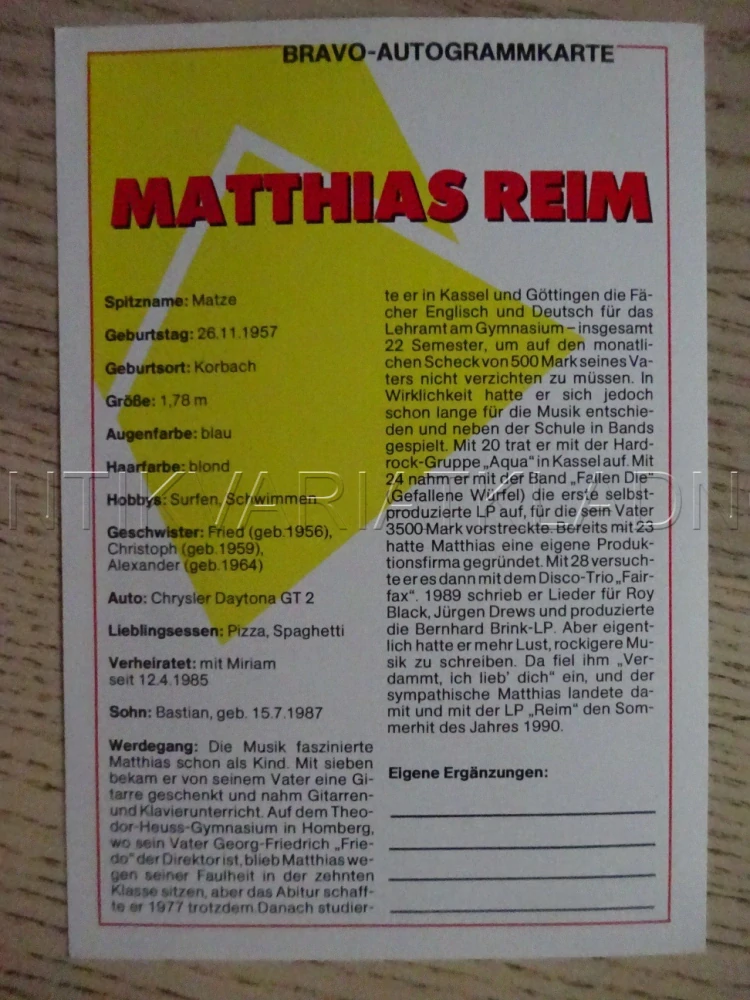 BRAVO-AUTOGRAMMKARTE
MATTHIAS REIM
Spitzname: Matze
Geburtstag: 26.11.1957
Geburtsort: Korbach
Größe: 1,78 m
Augenfarbe: blau
Haarfarbe: blond
Hobbys: Surfen, Schwimmen
Geschwister: Fried (geb.1956),
Christoph (geb.1959),
Alexander (geb.1964)
Auto: Chrysler Daytona GT 2
Lieblingsessen: Pizza, Spaghetti
Verheiratet: mit Miriam
seit 12.4.1985
Sohn: Bastian, geb. 15.7.1987
Werdegang: Die Musik faszinierte
Matthias schon als Kind. Mit sieben
bekam er von seinem Vater eine Gi-
tarre geschenkt und nahm Gitarren-
und Klavierunterricht. Auf dem Theo-
dor-Heuss-Gymnasium in Homberg,
wo sein Vater Georg-Friedrich „Frie-
do“ der Direktor ist, blieb Matthias we-
gen seiner Faulheit in der zehnten
Klasse sitzen, aber das Abitur schaff-
te er 1977 trotzdem Danach studier-
te er in Kassel und Göttingen die Fä-
cher Englisch und Deutsch für das
Lehramt am Gymnasium – insgesamt
22 Semester, um auf den monatli-
chen Scheck von 500 Mark seines Va-
ters nicht verzichten zu müssen. In
Wirklichkeit hatte er sich jedoch
schon lange für die Musik entschie-
den und neben der Schule in Bands
gespielt. Mit 20 trat er mit der Hard-
rock-Gruppe „Aqua“ in Kassel auf. Mit
24 nahm er mit der Band „Fallen Die“
(Gefallene Würfel) die erste selbst-
produzierte LP auf, für die sein Vater
3500 Mark vorstreckte. Bereits mit 23
hatte Matthias eine eigene Produk-
tionsfirma gegründet. Mit 28 versuch-
te er es dann mit dem Disco-Trio „Fair-
fax“. 1989 schrieb er Lieder für Roy
Black, Jürgen Drews und produzierte
die Bernhard Brink-LP. Aber eigent-
lich hatte er mehr Lust, rockigere Mu-
sik zu schreiben. Da fiel ihm „Ver-
dammt, ich lieb’ dich“ ein, und der
sympathische Matthias landete da-
mit und mit der LP „Reim“ den Som-
merhit des Jahres 1990.
Eigene Ergänzungen: